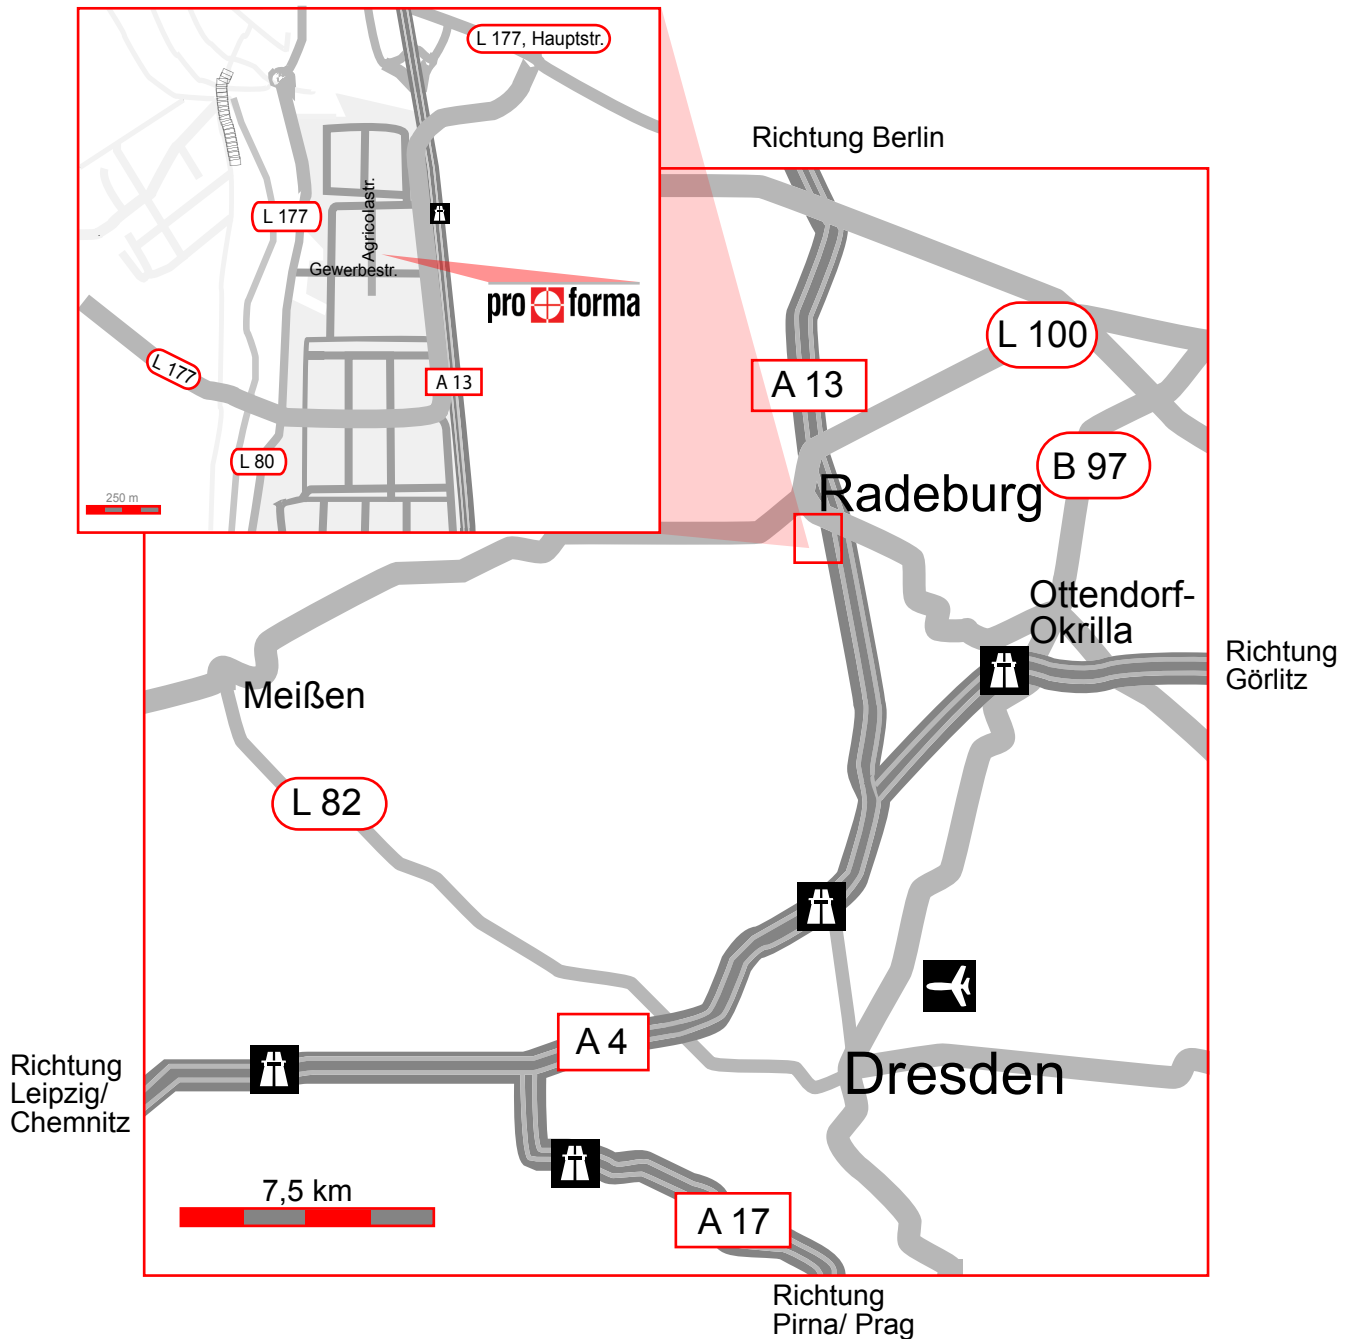 L 177, Hauptstr.
Richtung Berlin
Agricolastr.
L 177
Gewerbestr.
pro forma
L 177
A 13
L 80
250 m
L 100
A 13
B 97
Radeburg
Ottendorf-
Okrilla
Richtung
Görlitz
Meißen
L 82
A 4
Richtung
Leipzig/
Chemnitz
Dresden
7,5 km
A 17
Richtung
Pirna/ Prag